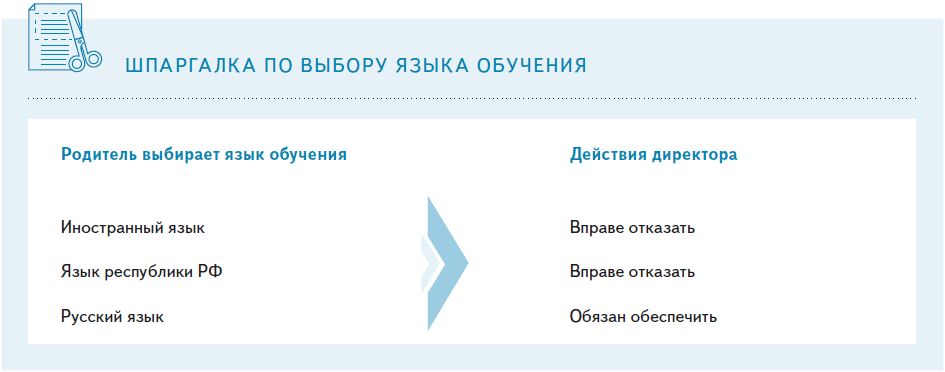 ШПАРГАЛКА ПО ВЫБОРУ ЯЗЫКА ОБУЧЕНИЯ
Родитель выбирает язык обучения
Действия директора
Иностранный язык
Вправе отказать
Язык республики РФ
Вправе отказать
Русский язык
Обязан обеспечить